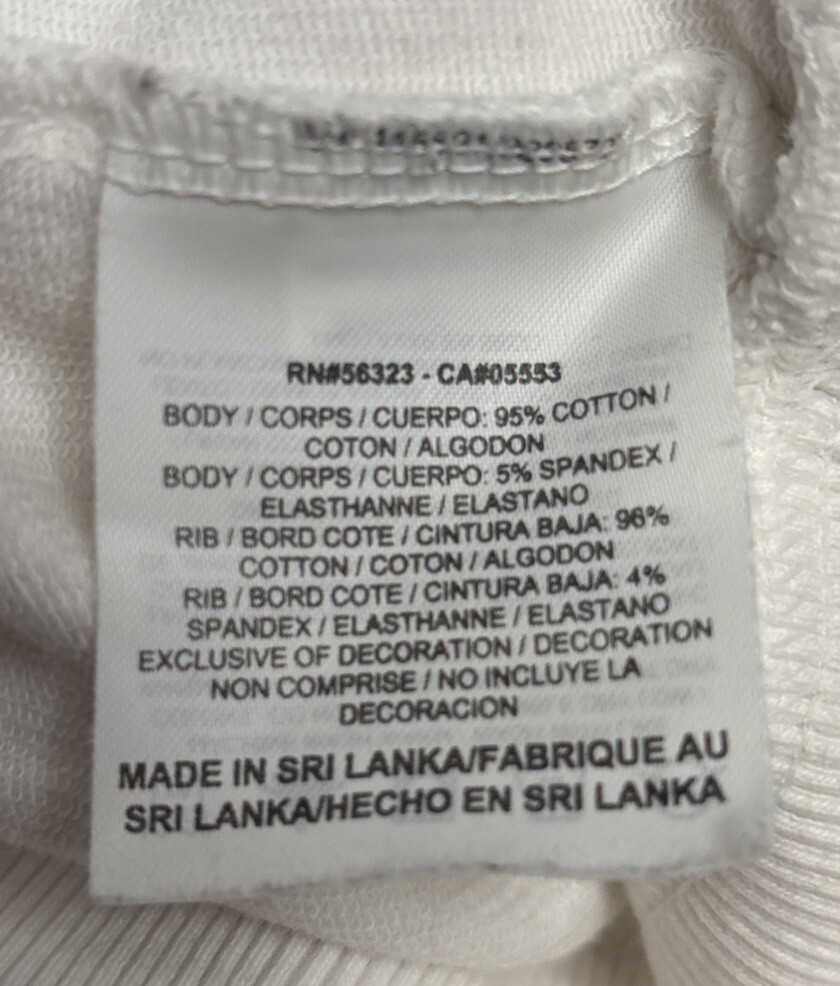 RN#56323 - CA#05553
BODY / CORPS / CUERPO: 95% COTTON /
COTON / ALGODON
BODY / CORPS / CUERPO: 5% SPANDEX /
ELASTHANNE / ELASTANO
RIB / BORD COTE / CINTURA BAJA: 96%
COTTON / COTON / ALGODON
RIB / BORD COTE / CINTURA BAJA: 4%
SPANDEX / ELASTHANNE / ELASTANO
EXCLUSIVE OF DECORATION / DECORATION
NON COMPRISE / NO INCLUYE LA
DECORACION
MADE IN SRI LANKA/FABRIQUE AU
SRI LANKA/HECHO EN SRI LANKA